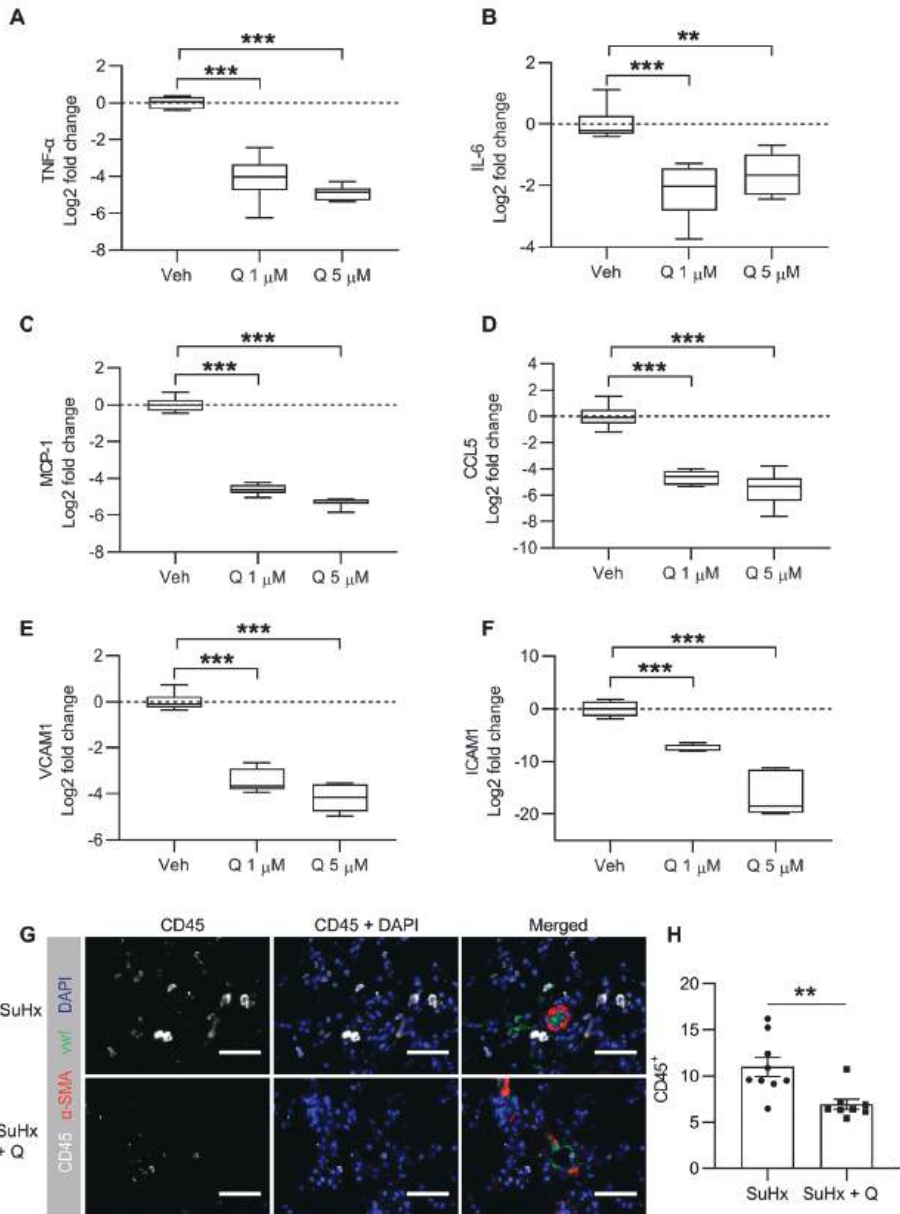 A
***
***
2
0
-2
-4
-6
-8
TNF-α
Log2 fold change
Veh
Q 1 μM
Q 5 μM
B
**
***
2
0
-2
-4
IL-6
Log2 fold change
Veh
Q 1 μM
Q 5 μM
C
***
***
2
0
-2
-4
-6
-8
MCP-1
Log2 fold change
Veh
Q 1 μM
Q 5 μM
D
***
***
4
2
0
-2
-4
-6
-8
-10
CCL5
Log2 fold change
Veh
Q 1 μM
Q 5 μM
E
***
***
2
0
-2
-4
-6
VCAM1
Log2 fold change
Veh
Q 1 μM
Q 5 μM
F
***
***
10
0
-10
-20
ICAM1
Log2 fold change
Veh
Q 1 μM
Q 5 μM
G
CD45
CD45 + DAPI
Merged
SuHx
SuHx
+ Q
CD45 α-SMA vwf DAPI
H
**
20
15
10
5
0
CD45+
SuHx
SuHx + Q